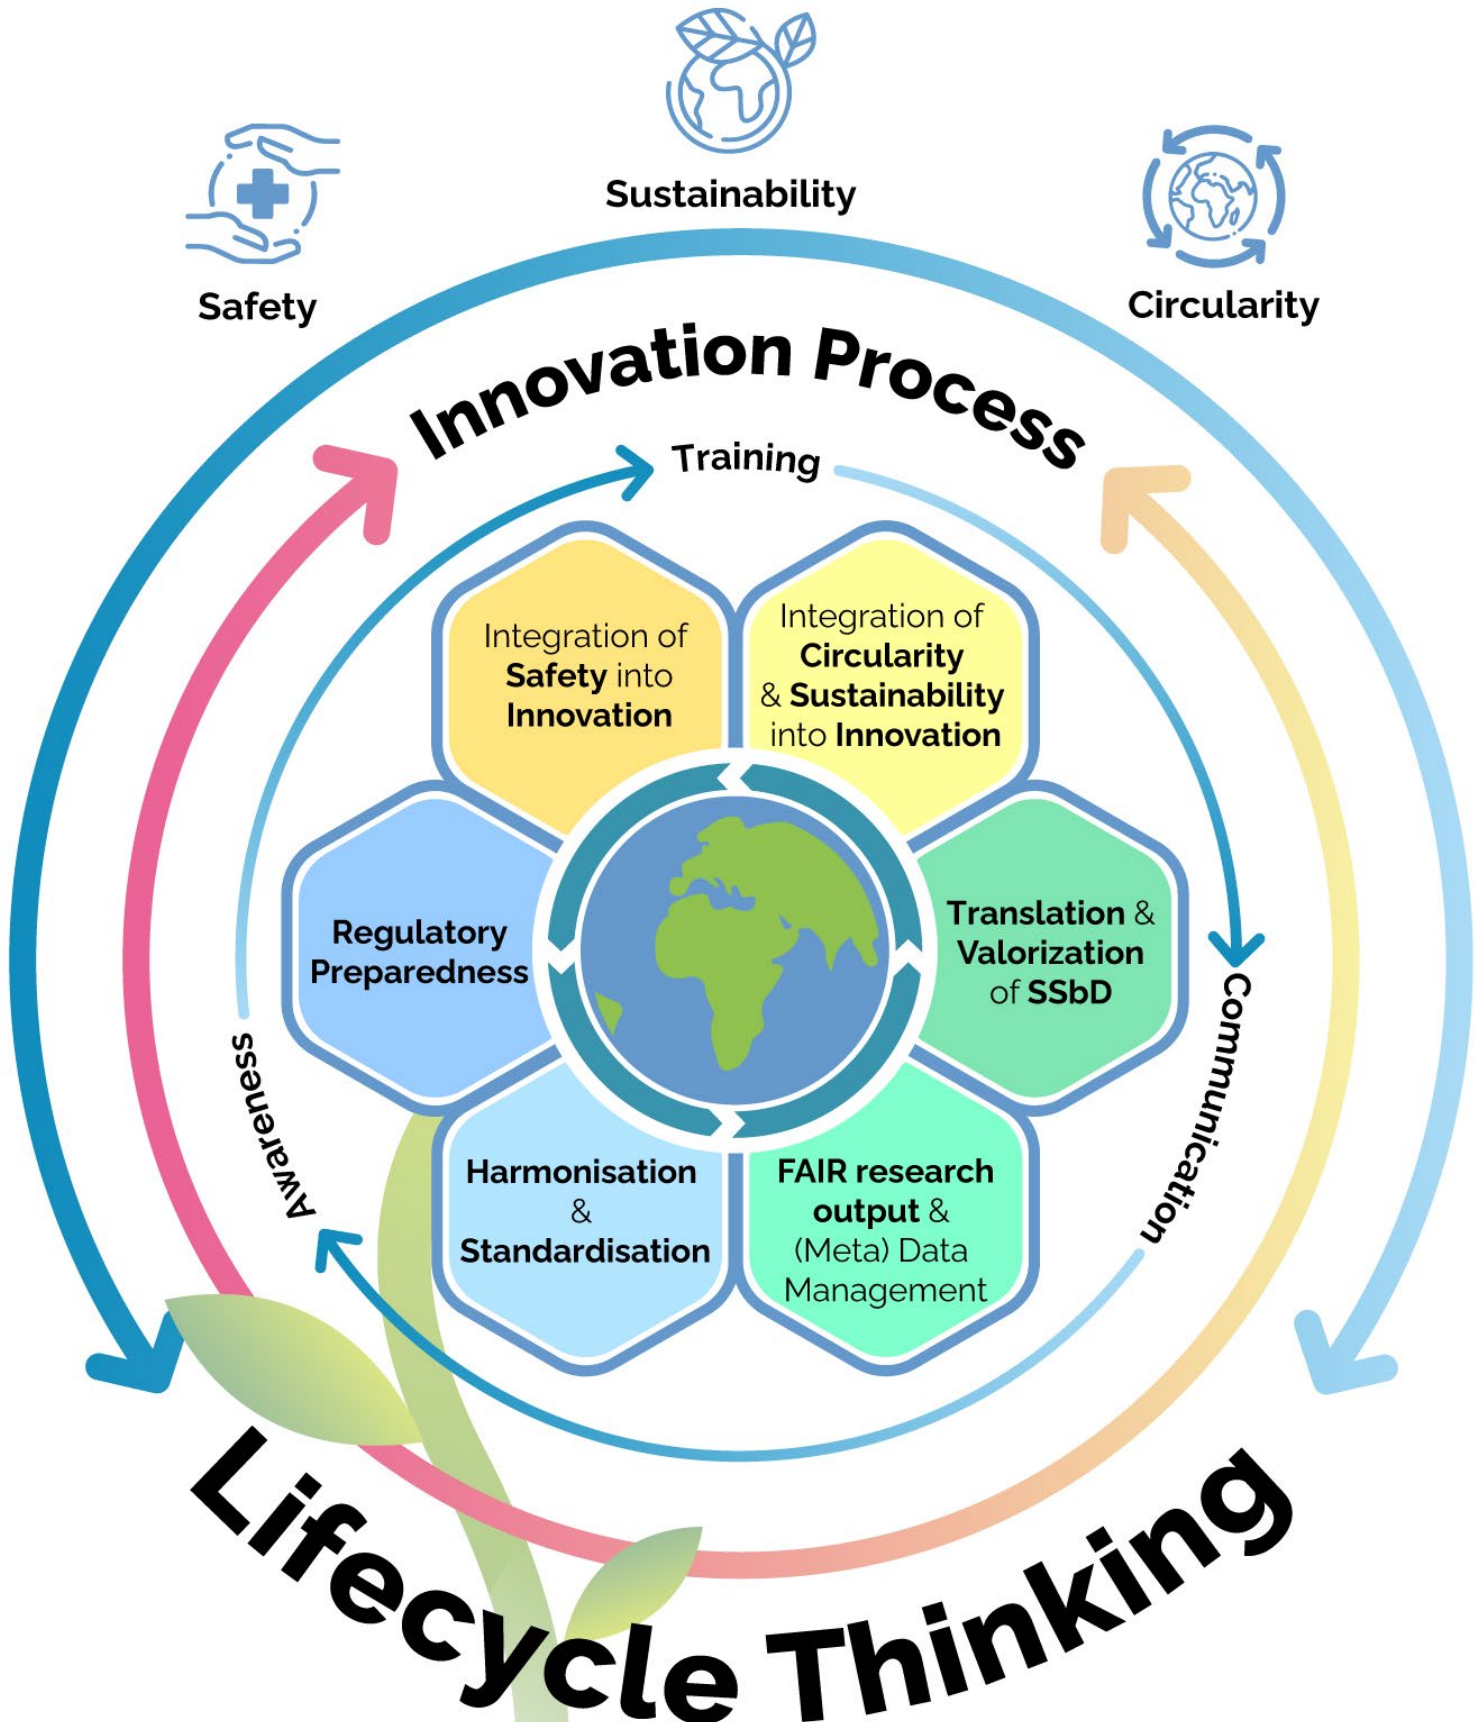 Sustainability
Safety
Circularity
Innovation Process
Training
Integration of
Safety into
Innovation
Integration of
Circularity
& Sustainability
into Innovation
Regulatory
Preparedness
Translation &
Valorization
of SSbD
Harmonisation
&
Standardisation
FAIR research
output &
(Meta) Data
Management
Communication
Awareness
Lifecycle Thinking